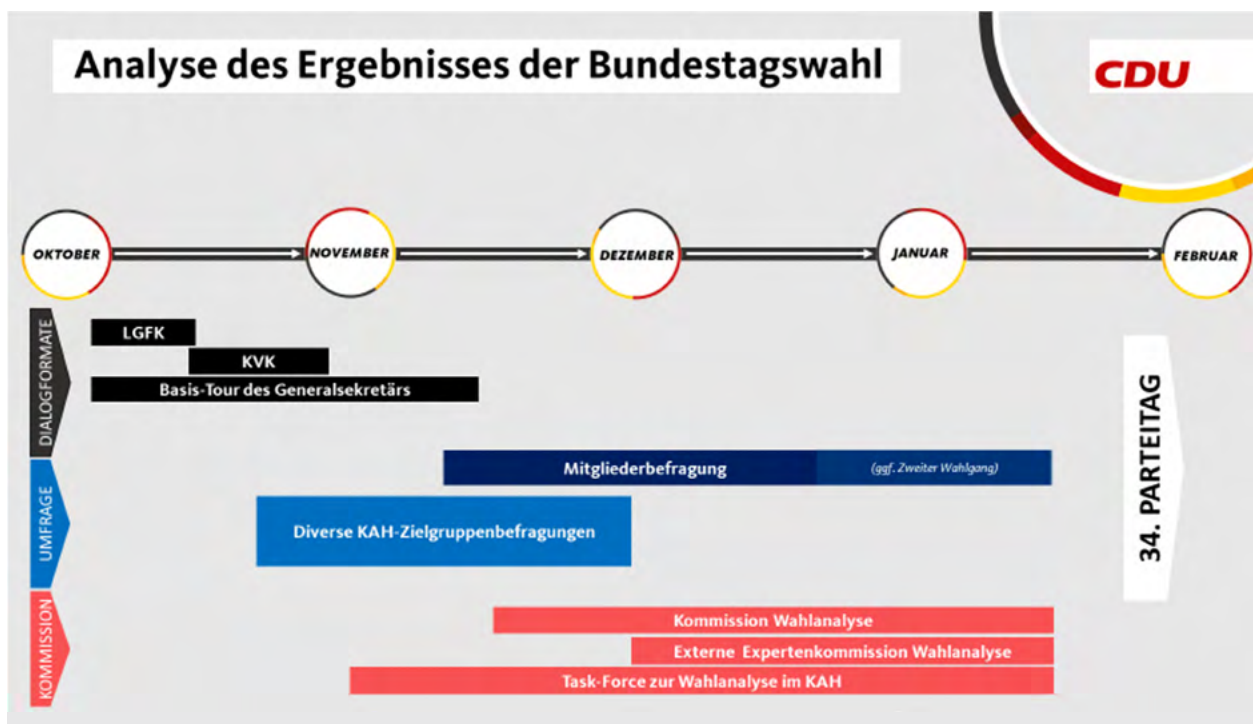 Analyse des Ergebnisses der Bundestagswahl
CDU
OKTOBER
NOVEMBER
DEZEMBER
JANUAR
FEBRUAR
DIALOGFORMATE
LGFK
KVK
Basis-Tour des Generalsekretärs
UMFRAGE
Mitgliederbefragung
(ggf. Zweiter Wahlgang)
Diverse KAH-Zielgruppenbefragungen
KOMMISSION
Kommission Wahlanalyse
Externe Expertenkommission Wahlanalyse
Task-Force zur Wahlanalyse im KAH
34. PARTEITAG